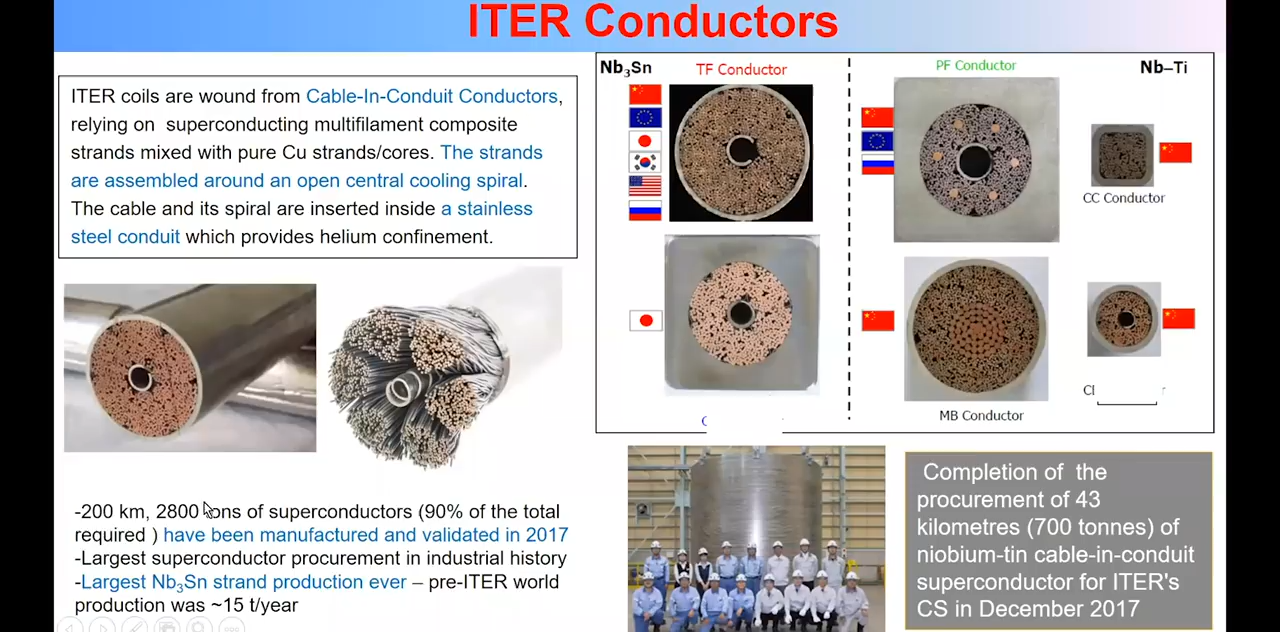 ITER Conductors
ITER coils are wound from Cable-In-Conduit Conductors,
relying on superconducting multifilament composite
strands mixed with pure Cu strands/cores. The strands
are assembled around an open central cooling spiral.
The cable and its spiral are inserted inside a stainless
steel conduit which provides helium confinement.
Nb₃Sn
TF Conductor
PF Conductor
Nb–Ti
CC Conductor
MB Conductor
-200 km, 2800 tons of superconductors (90% of the total
required ) have been manufactured and validated in 2017
-Largest superconductor procurement in industrial history
-Largest Nb₃Sn strand production ever – pre-ITER world
production was ~15 t/year
Completion of the
procurement of 43
kilometres (700 tonnes) of
niobium-tin cable-in-conduit
superconductor for ITER's
CS in December 2017